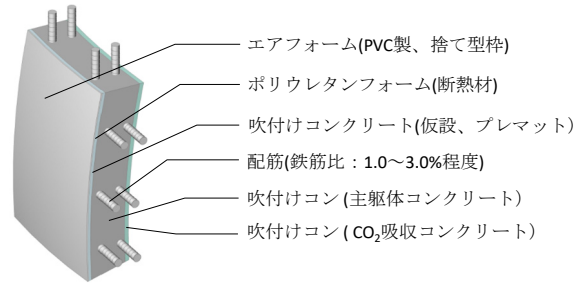 エアフォーム(PVC製、捨て型枠)
ポリウレタンフォーム(断熱材)
吹付けコンクリート(仮設、プレマット)
配筋(鉄筋比：1.0～3.0%程度)
吹付けコン(主躯体コンクリート)
吹付けコン( CO₂吸収コンクリート)